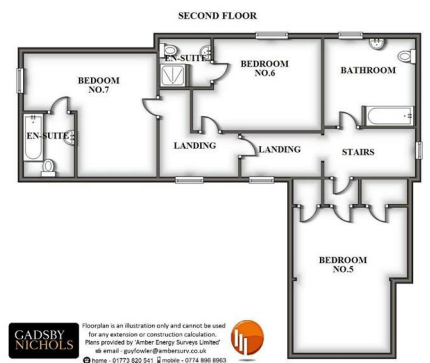 SECOND FLOOR
EN-SUITE
BEDOOM
NO.7
BEDROOM
NO.6
BATHROOM
EN-SUITE
LANDING
LANDING
STAIRS
BEDROOM
NO.5
GADSBY
NICHOLS
Floorplan is an illustration only and cannot be used
for any extension or construction calculation.
Plans provided by 'Amber Energy Surveys Limited'
email - guyfowler@ambersurv.co.uk
home - 01773 820 541 mobile - 0774 898 8963